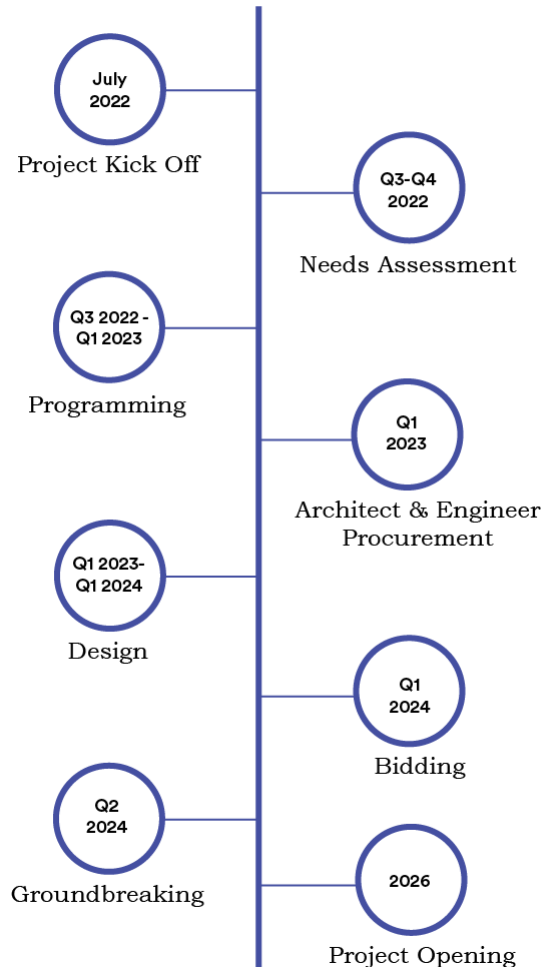 July
2022
Project Kick Off
Q3-Q4
2022
Needs Assessment
Q3 2022 -
Q1 2023
Programming
Q1
2023
Architect & Engineer
Procurement
Q1 2023-
Q1 2024
Design
Q1
2024
Bidding
Q2
2024
Groundbreaking
2026
Project Opening